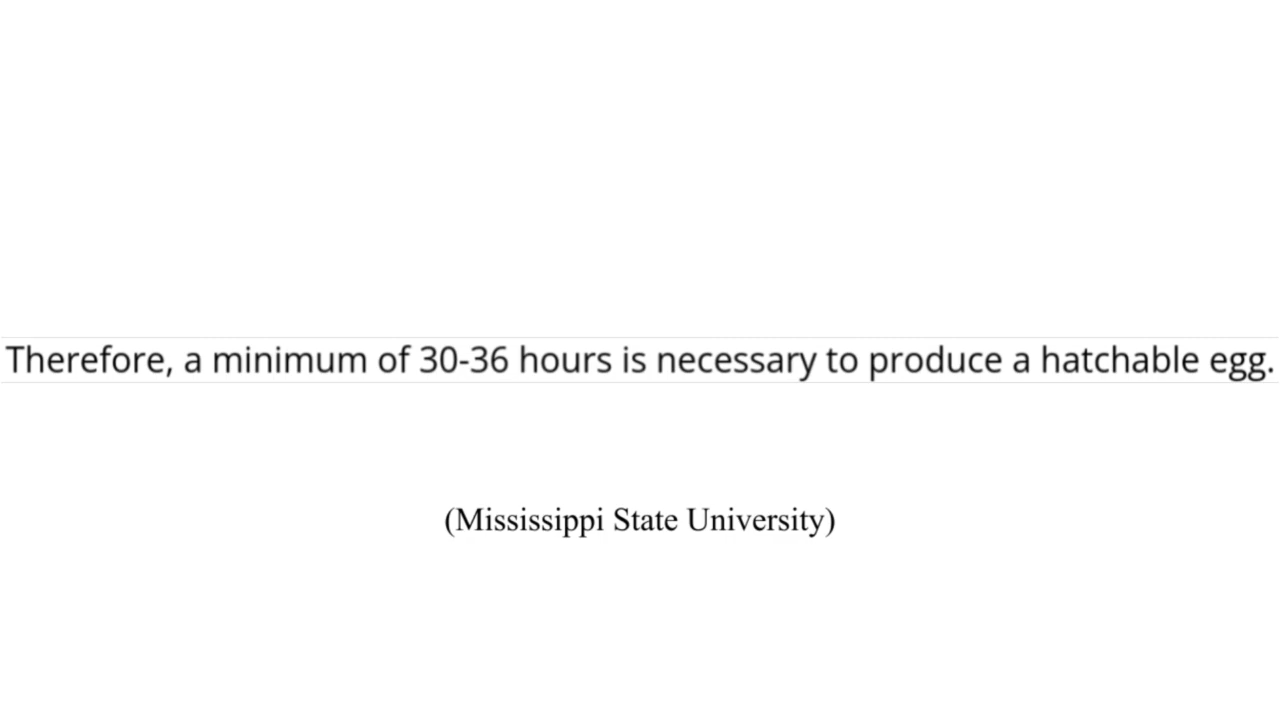 Therefore, a minimum of 30-36 hours is necessary to produce a hatchable egg.
(Mississippi State University)